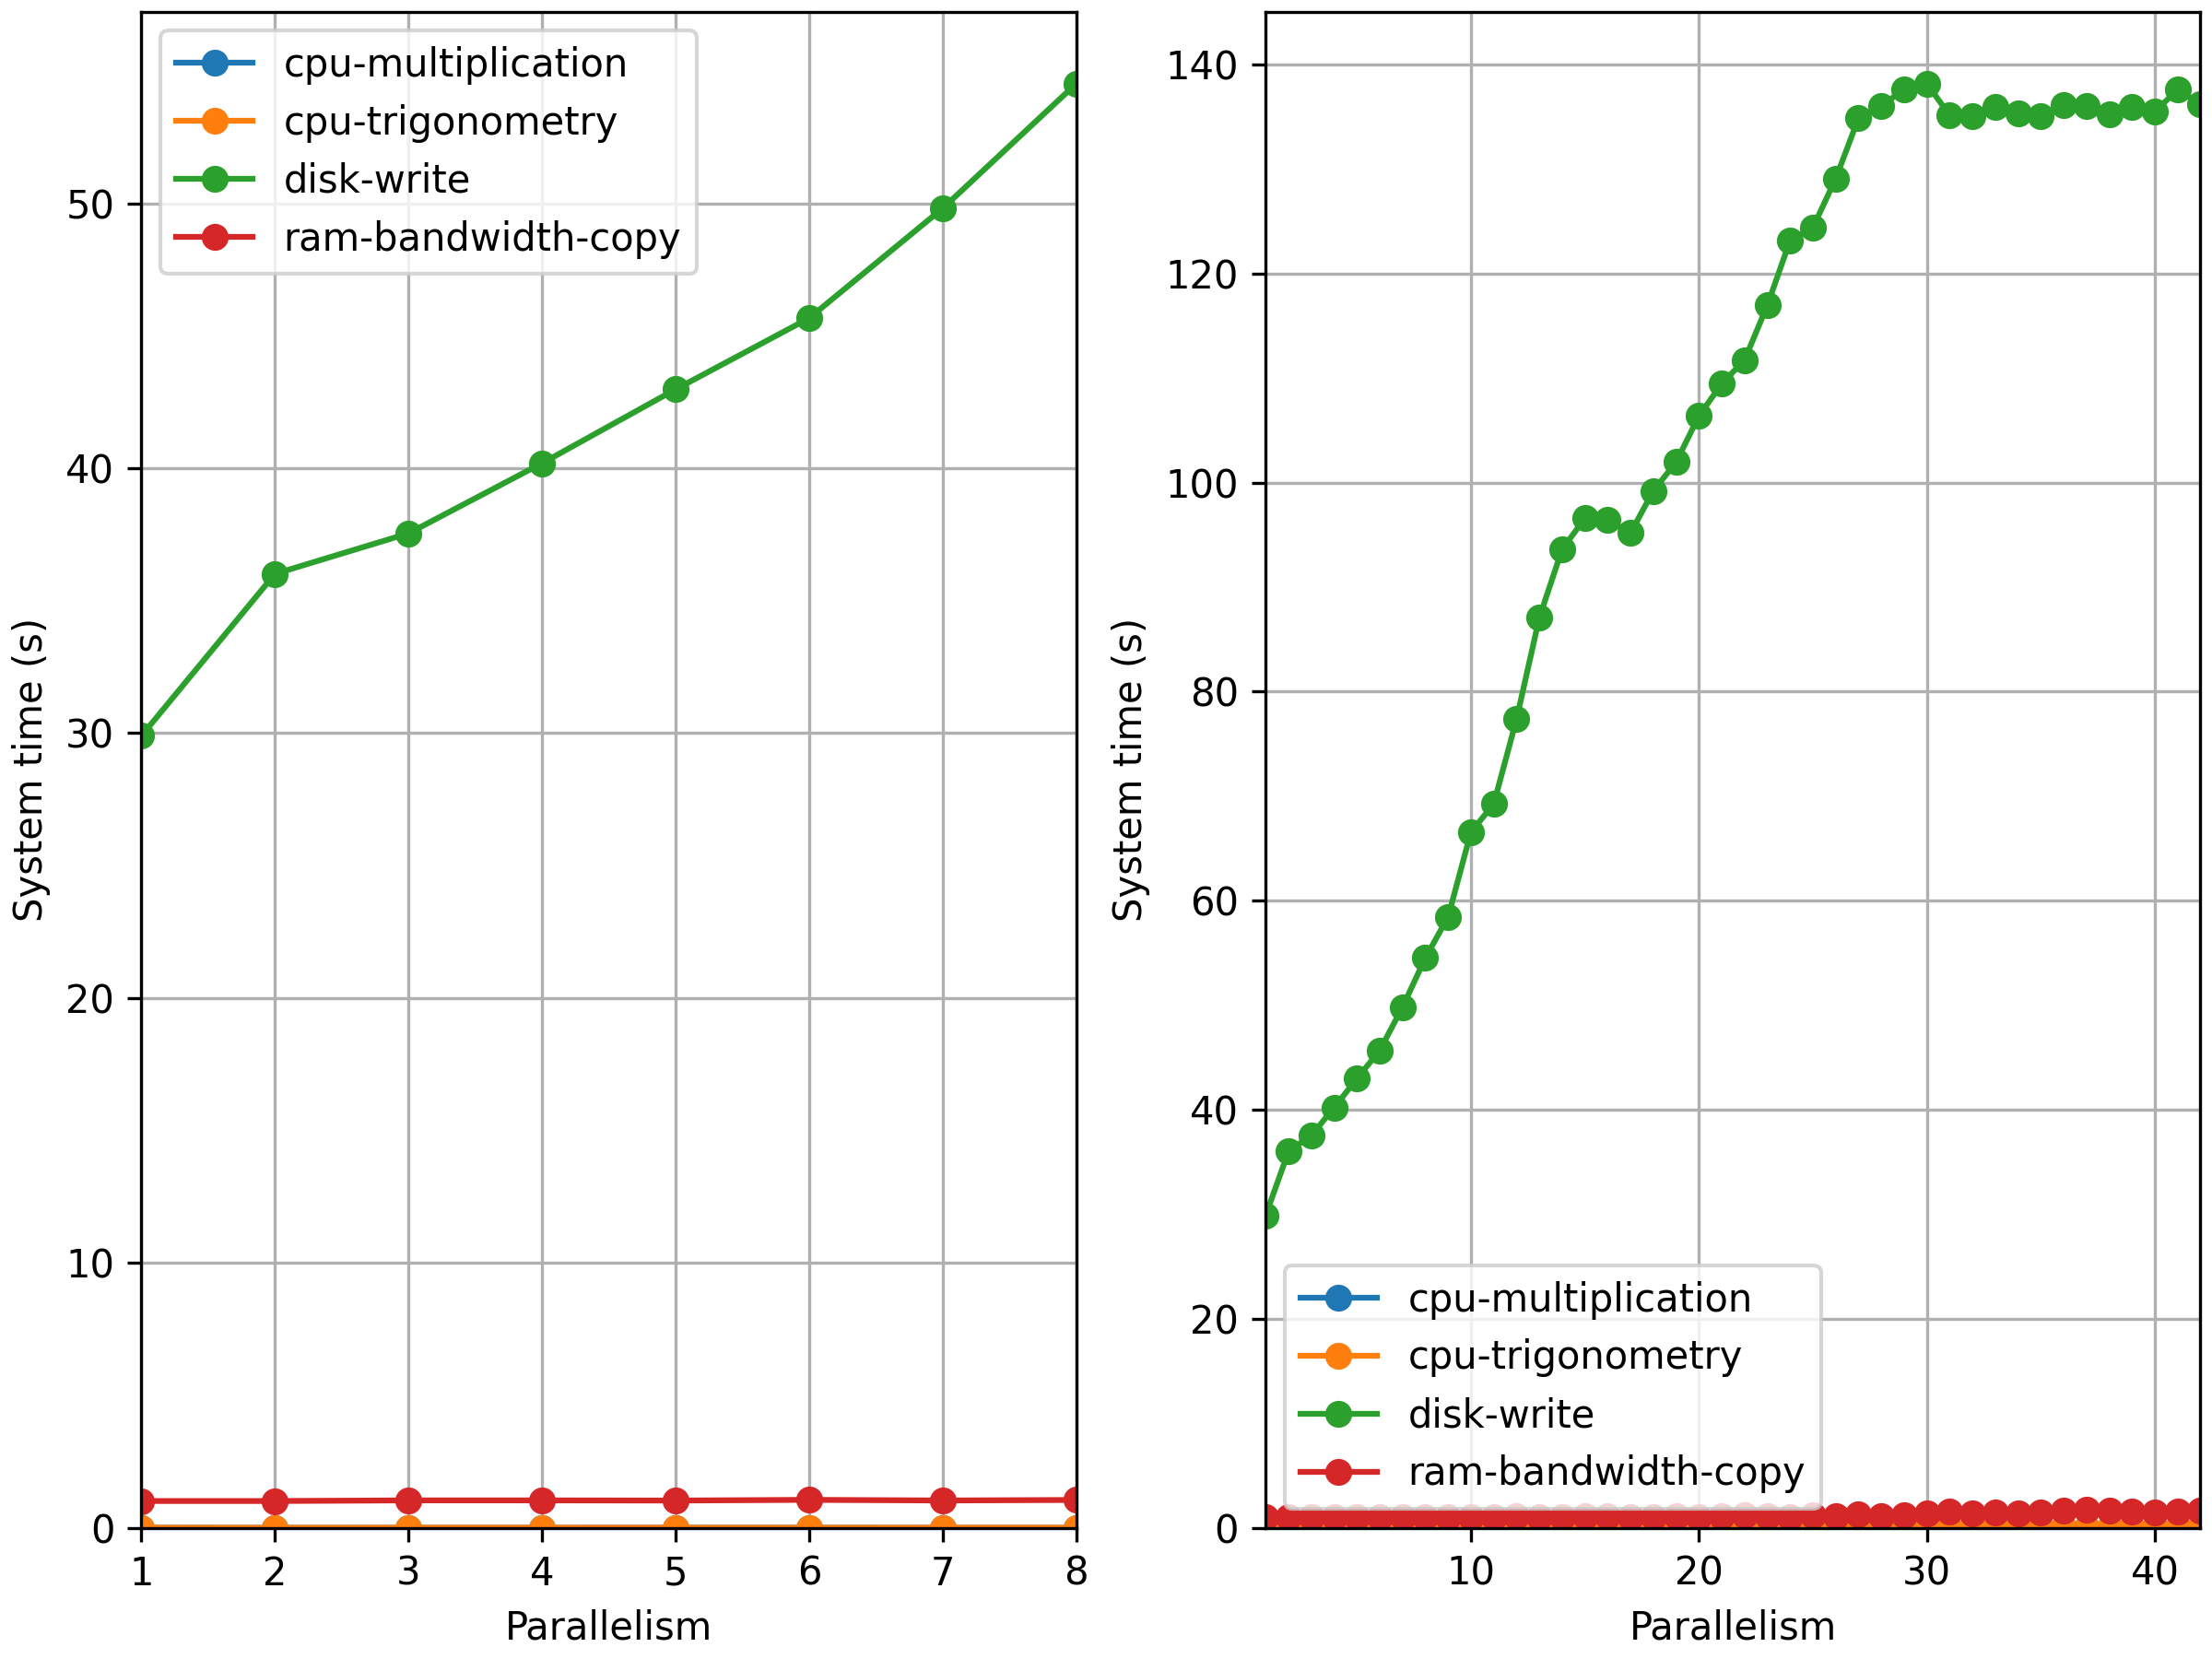 System time (s)
50
40
30
20
10
0
cpu-multiplication
cpu-trigonometry
disk-write
ram-bandwidth-copy
1 2 3 4 5 6 7 8
Parallelism
System time (s)
140
120
100
80
60
40
20
0
cpu-multiplication
cpu-trigonometry
disk-write
ram-bandwidth-copy
10 20 30 40
Parallelism